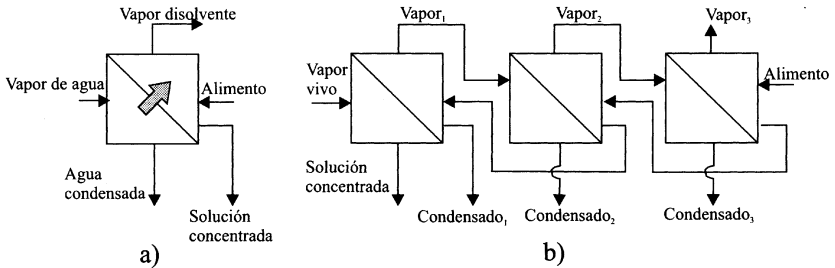 Vapor disolvente
Vapor de agua
Alimento
Agua
condensada
Solución
concentrada
a)
Vapor₁
Vapor₂
Vapor₃
Vapor
vivo
Alimento
Solución
concentrada
Condensado₁
Condensado₂
Condensado₃
b)